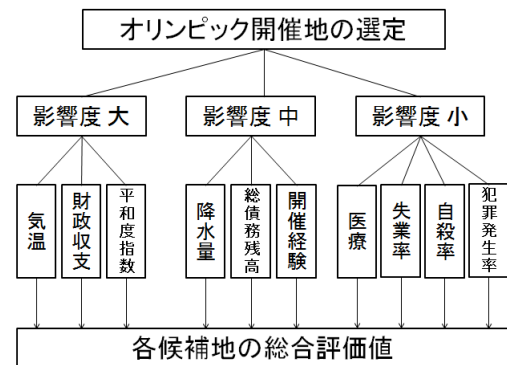 オリンピック開催地の選定
影響度 大
影響度 中
影響度 小
気温
財政収支
平和度指数
降水量
総債務残高
開催経験
医療
失業率
自殺率
犯罪発生率
各候補地の総合評価値